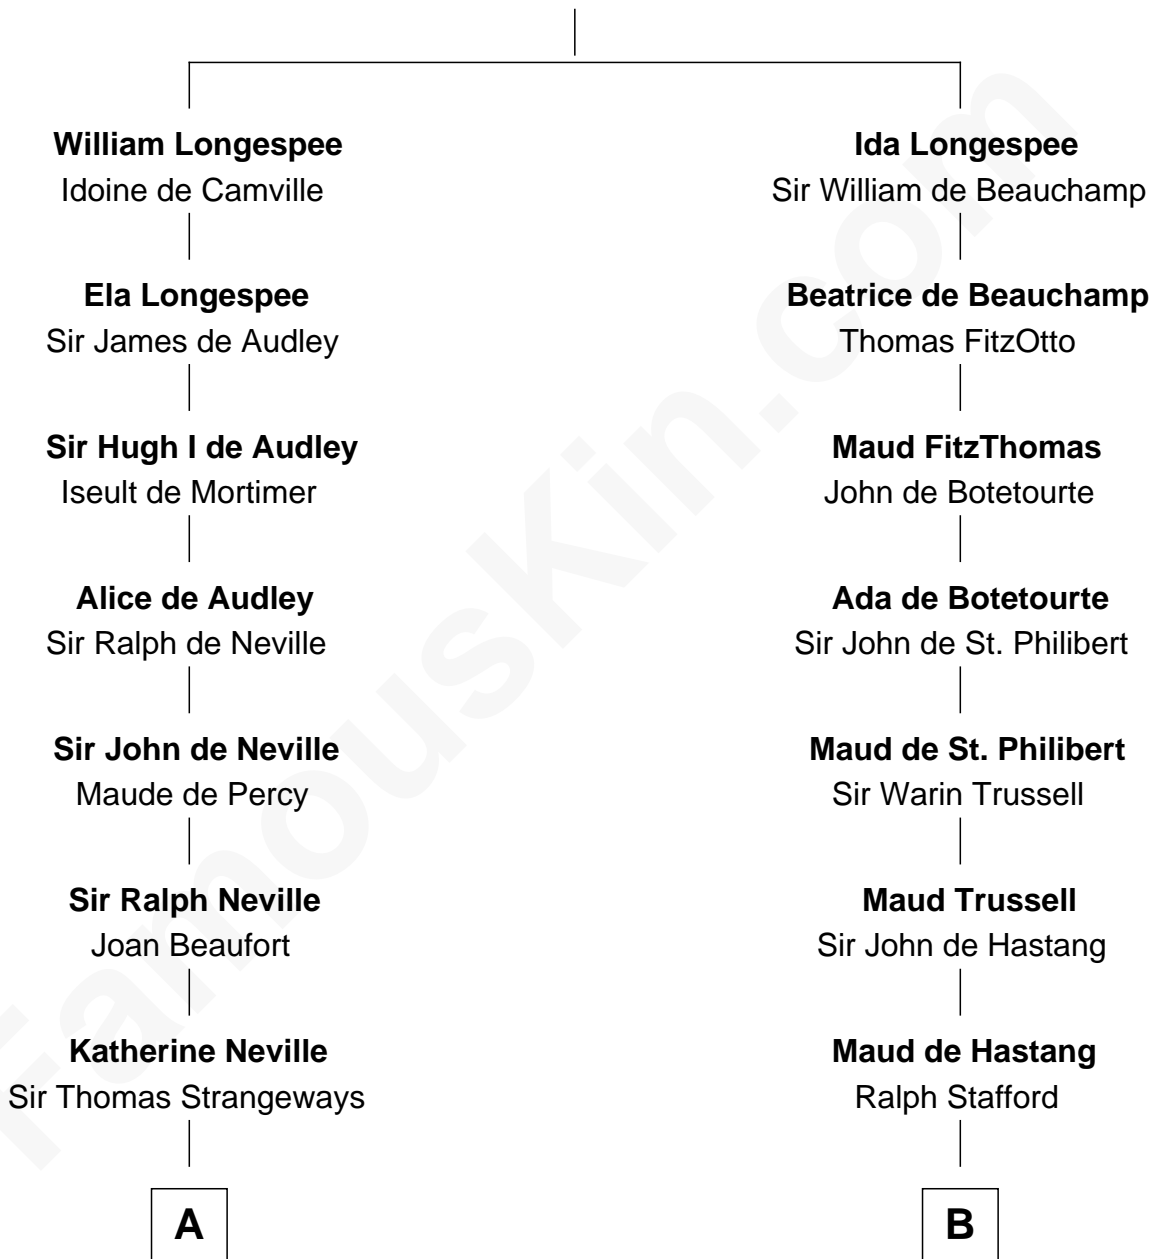 William Longespee
Idoine de Camville
Ida Longespee
Sir William de Beauchamp
Ela Longespee
Sir James de Audley
Beatrice de Beauchamp
Thomas FitzOtto
Sir Hugh I de Audley
Iseult de Mortimer
Maud FitzThomas
John de Botetourte
Alice de Audley
Sir Ralph de Neville
Ada de Botetourte
Sir John de St. Philibert
Sir John de Neville
Maude de Percy
Maud de St. Philibert
Sir Warin Trussell
Sir Ralph Neville
Joan Beaufort
Maud Trussell
Sir John de Hastang
Katherine Neville
Sir Thomas Strangeways
Maud de Hastang
Ralph Stafford
A
B
FamousKin.com